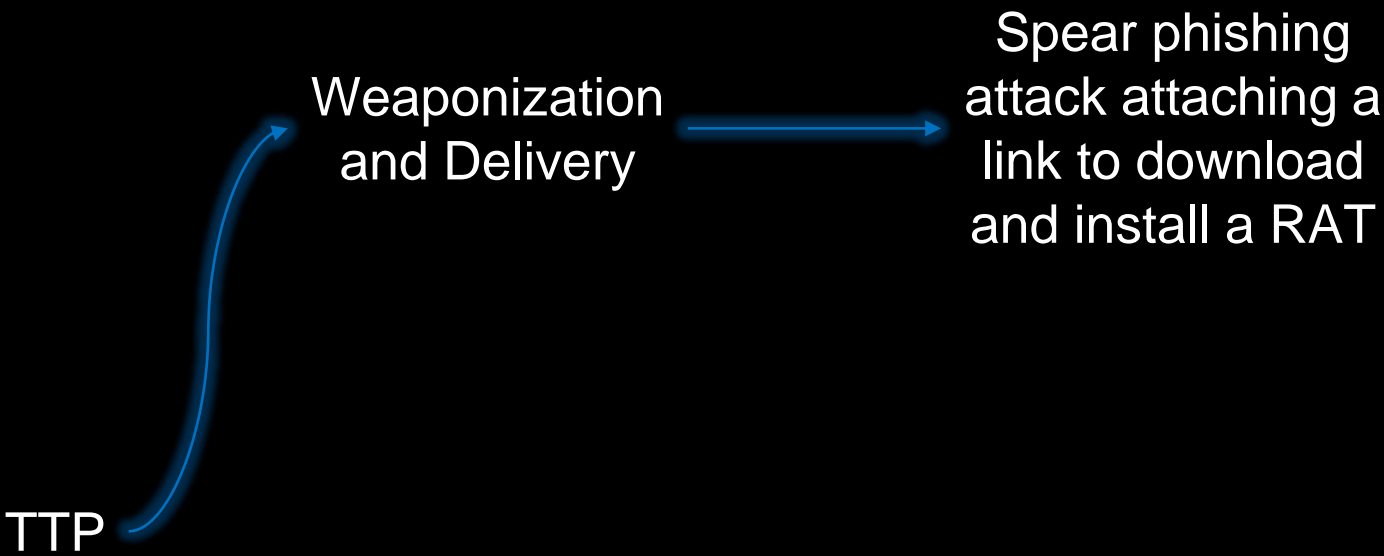 Weaponization
and Delivery
Spear phishing
attack attaching a
link to download
and install a RAT
TTP